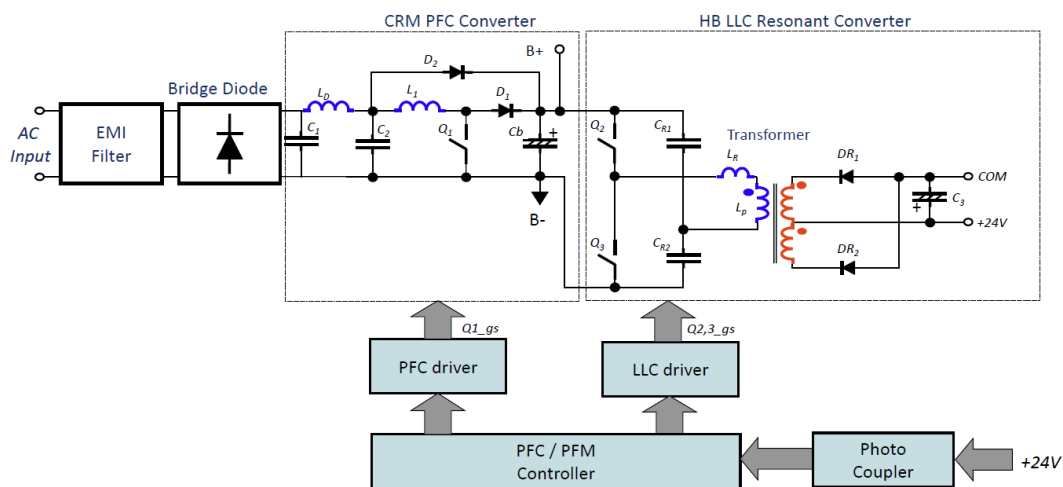 CRM PFC Converter
HB LLC Resonant Converter
B+
D2
Bridge Diode
LD
L1
D1
AC
Input
EMI
Filter
C1
C2
Q1
Cb
+
Q2
CR1
Transformer
LR
DR1
COM
Lp
C3
+
B-
+24V
Q3
CR2
DR2
Q1_gs
Q2,3_gs
PFC driver
LLC driver
PFC / PFM
Controller
Photo
Coupler
+24V